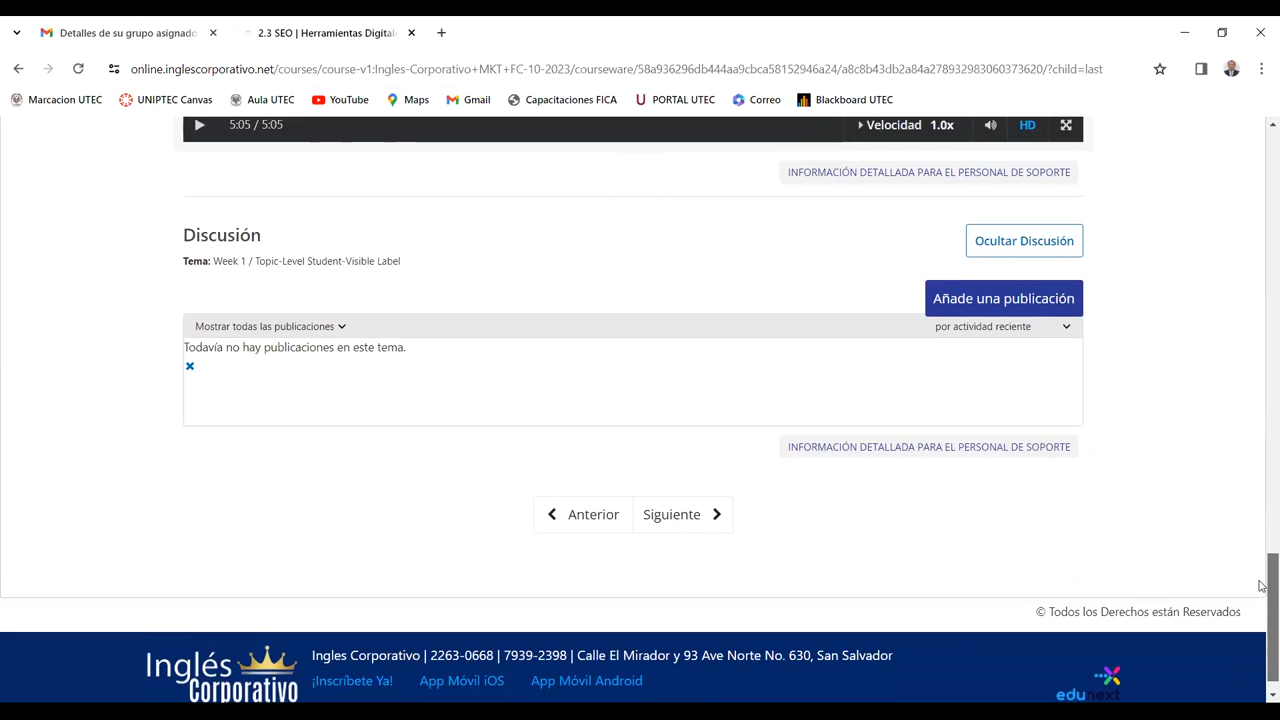 Detalles de su grupo asignado
2.3 SEO | Herramientas Digitale
online.inglescorporativo.net/courses/course-v1:Ingles-Corporativo+MKT+FC-10-2023/courseware/58a936296db444aa9cbca58152946a24/a8c8b43db2a84a278932983060373620/?child=last
Marcacion UTEC
UNIPTEC Canvas
Aula UTEC
YouTube
Maps
Gmail
Capacitaciones FICA
PORTAL UTEC
Correo
Blackboard UTEC
5:05 / 5:05
Velocidad 1.0x
HD
INFORMACIÓN DETALLADA PARA EL PERSONAL DE SOPORTE
Discusión
Ocultar Discusión
Tema: Week 1 / Topic-Level Student-Visible Label
Añade una publicación
Mostrar todas las publicaciones
por actividad reciente
Todavía no hay publicaciones en este tema.
INFORMACIÓN DETALLADA PARA EL PERSONAL DE SOPORTE
Anterior
Siguiente
© Todos los Derechos están Reservados
Inglés Corporativo
Ingles Corporativo | 2263-0668 | 7939-2398 | Calle El Mirador y 93 Ave Norte No. 630, San Salvador
¡Inscríbete Ya!
App Móvil iOS
App Móvil Android
edunext